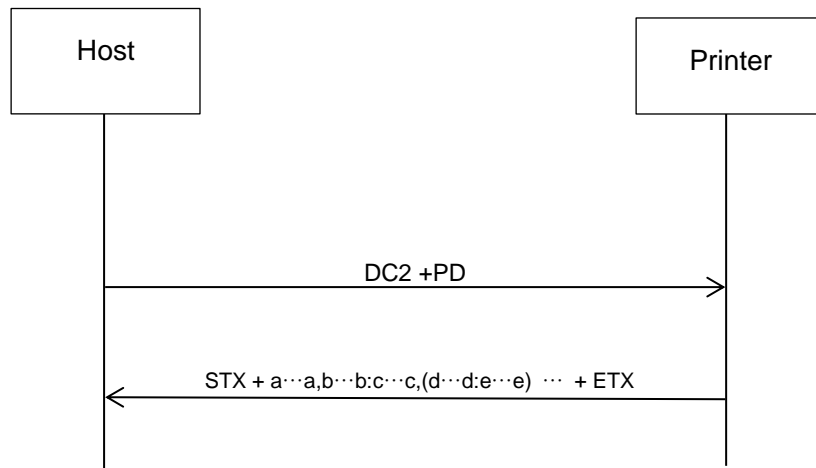 Host
Printer
DC2 +PD
STX + a⋯a,b⋯b:c⋯c,(d⋯d:e⋯e) ⋯ + ETX